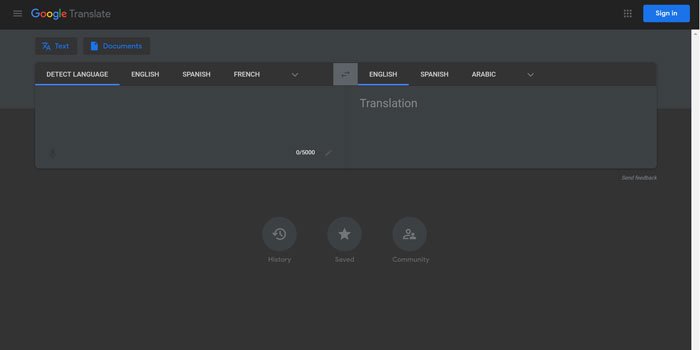 Google Translate
Sign in
Text
Documents
DETECT LANGUAGE ENGLISH SPANISH FRENCH
ENGLISH SPANISH ARABIC
Translation
0/5000
Send feedback
History Saved Community